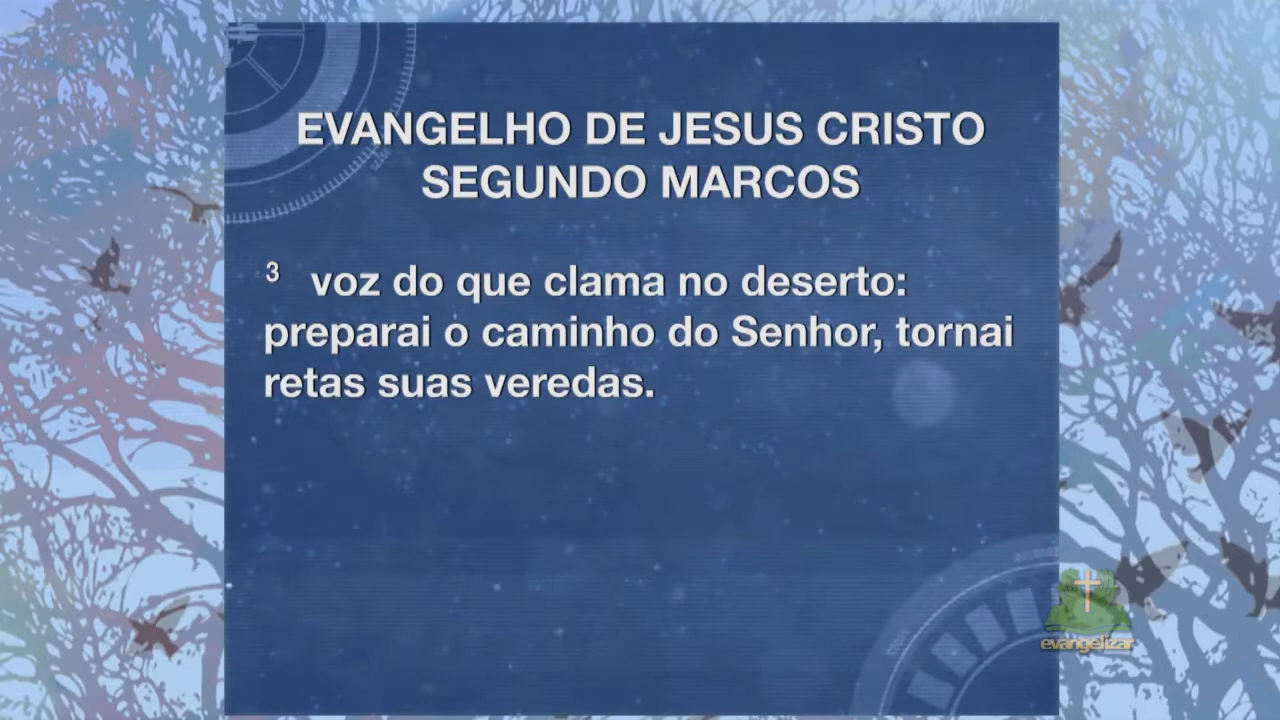 EVANGELHO DE JESUS CRISTO
SEGUNDO MARCOS
3 voz do que clama no deserto:
preparai o caminho do Senhor, tornai
retas suas veredas.
evangelizar